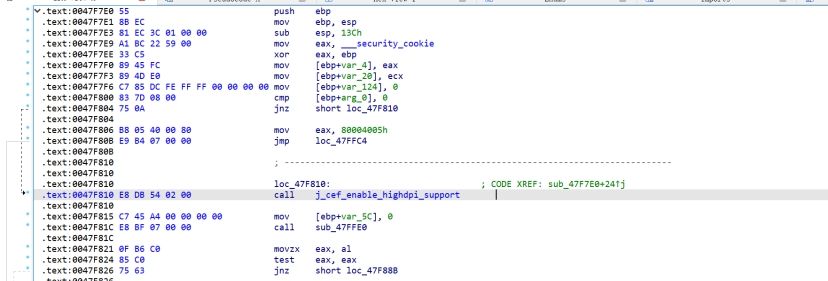 .text:0047F7E0 55 push ebp
.text:0047F7E1 8B EC mov ebp, esp
.text:0047F7E3 81 EC 3C 01 00 00 sub esp, 13Ch
.text:0047F7E9 A1 BC 22 59 00 mov eax, ___security_cookie
.text:0047F7EE 33 C5 xor eax, ebp
.text:0047F7F0 89 45 FC mov [ebp+var_4], eax
.text:0047F7F3 89 4D E0 mov [ebp+var_20], ecx
.text:0047F7F6 C7 85 DC FE FF FF 00 00 00 00 mov [ebp+var_124], 0
.text:0047F800 83 7D 08 00 cmp [ebp+arg_0], 0
.text:0047F804 75 0A jnz short loc_47F810
.text:0047F804
.text:0047F806 B8 05 40 00 80 mov eax, 80004005h
.text:0047F80B E9 B4 07 00 00 jmp loc_47FFC4
.text:0047F80B
.text:0047F810 ; ---------------------------------------------------------------------------
.text:0047F810
.text:0047F810 loc_47F810: ; CODE XREF: sub_47F7E0+24↑j
.text:0047F810 E8 DB 54 02 00 call j_cef_enable_highdpi_support
.text:0047F810
.text:0047F815 C7 45 A4 00 00 00 00 mov [ebp+var_5C], 0
.text:0047F81C E8 BF 07 00 00 call sub_47FFE0
.text:0047F81C
.text:0047F821 0F B6 C0 movzx eax, al
.text:0047F824 85 C0 test eax, eax
.text:0047F826 75 63 jnz short loc_47F88B